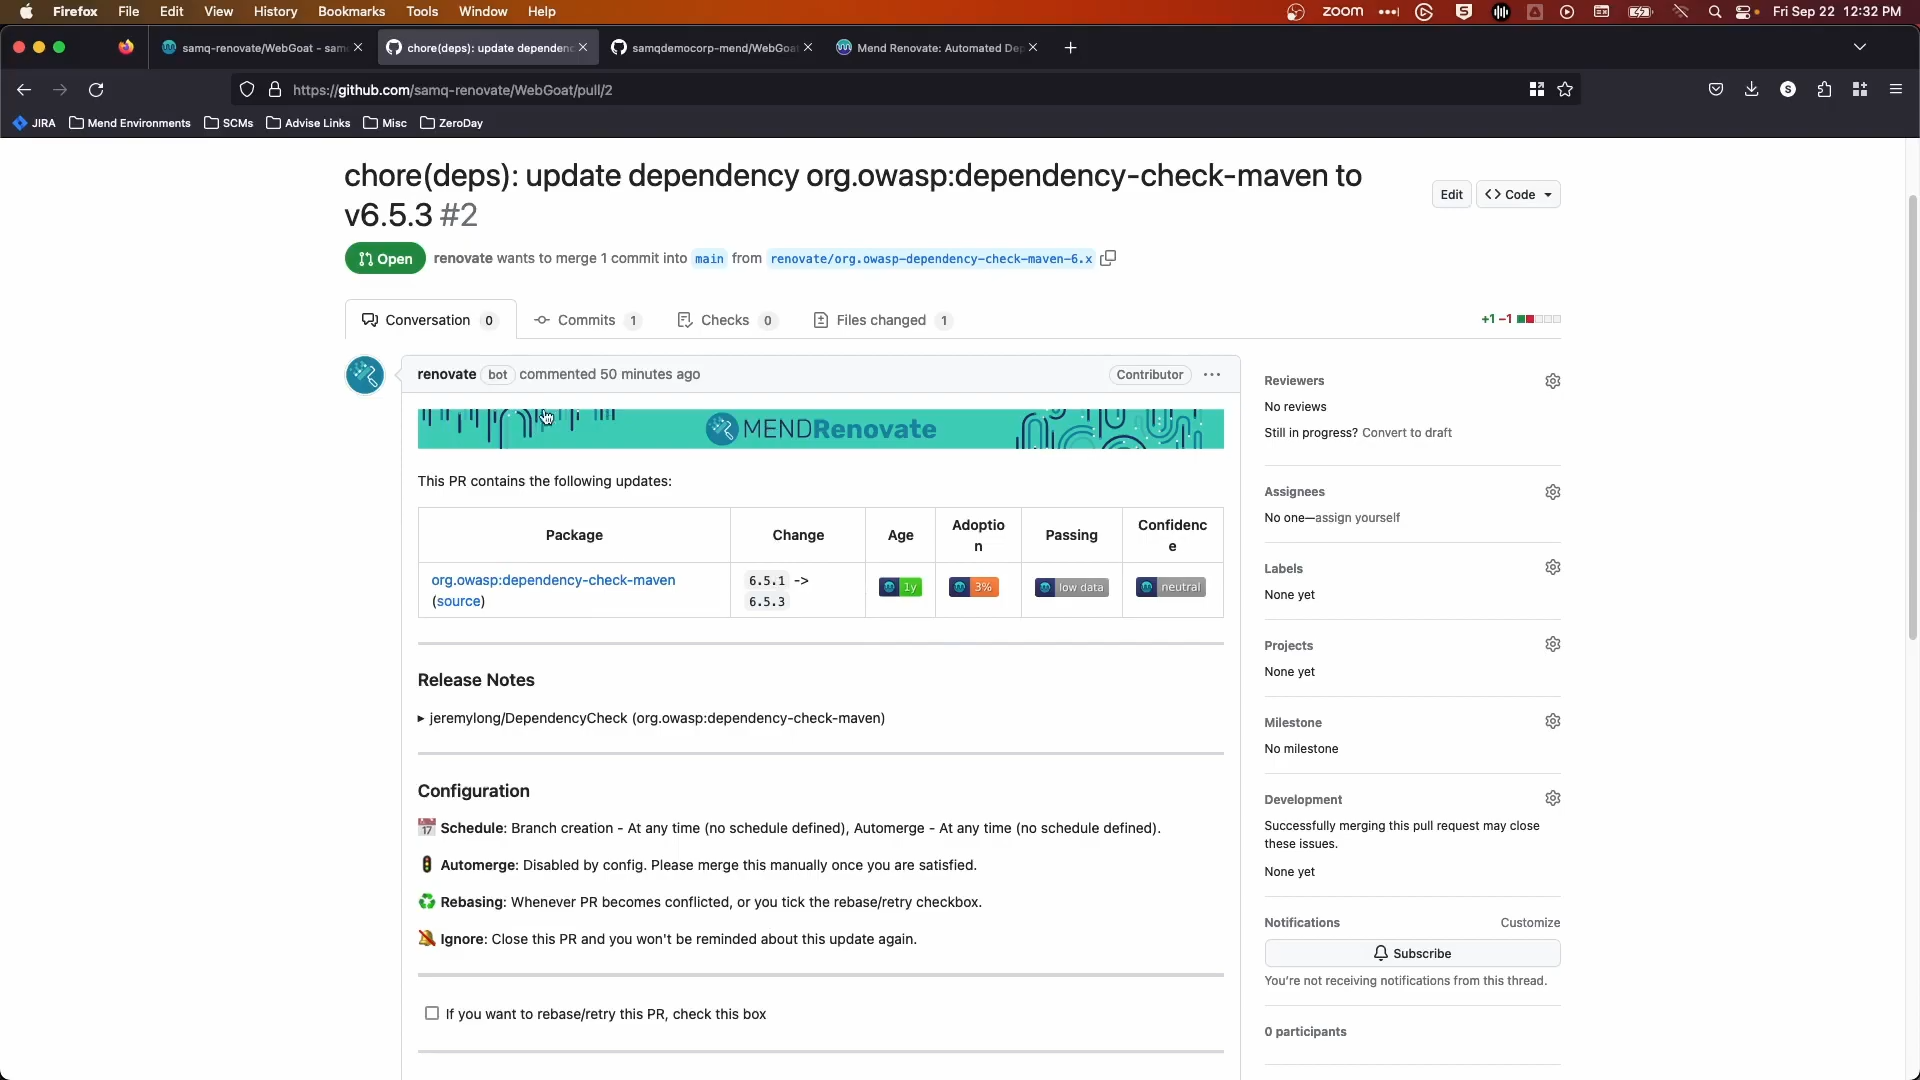 Firefox File Edit View History Bookmarks Tools Window Help zoom Fri Sep 22 12:32 PM
samq-renovate/WebGoat - sam chore(deps): update dependenc samqdemocorp-mend/WebGoat Mend Renovate: Automated De
https://github.com/samq-renovate/WebGoat/pull/2 S
JIRA Mend Environments SCMs Advise Links Misc ZeroDay
chore(deps): update dependency org.owasp:dependency-check-maven to
v6.5.3 #2
Edit <> Code
Open renovate wants to merge 1 commit into main from renovate/org.owasp-dependency-check-maven-6.x
Conversation 0 Commits 1 Checks 0 Files changed 1 +1 −1
renovate bot commented 50 minutes ago Contributor ...
MENDRenovate
This PR contains the following updates:
Package Change Age Adoptio
n Passing Confidenc
e
org.owasp:dependency-check-maven
(source)
6.5.1 ->
6.5.3
1y 3% low data neutral
Release Notes
jeremylong/DependencyCheck (org.owasp:dependency-check-maven)
Configuration
17 Schedule: Branch creation - At any time (no schedule defined), Automerge - At any time (no schedule defined).
Automerge: Disabled by config. Please merge this manually once you are satisfied.
Rebasing: Whenever PR becomes conflicted, or you tick the rebase/retry checkbox.
Ignore: Close this PR and you won't be reminded about this update again.
If you want to rebase/retry this PR, check this box
Reviewers
No reviews
Still in progress? Convert to draft
Assignees
No one—assign yourself
Labels
None yet
Projects
None yet
Milestone
No milestone
Development
Successfully merging this pull request may close
these issues.
None yet
Notifications Customize
Subscribe
You're not receiving notifications from this thread.
0 participants